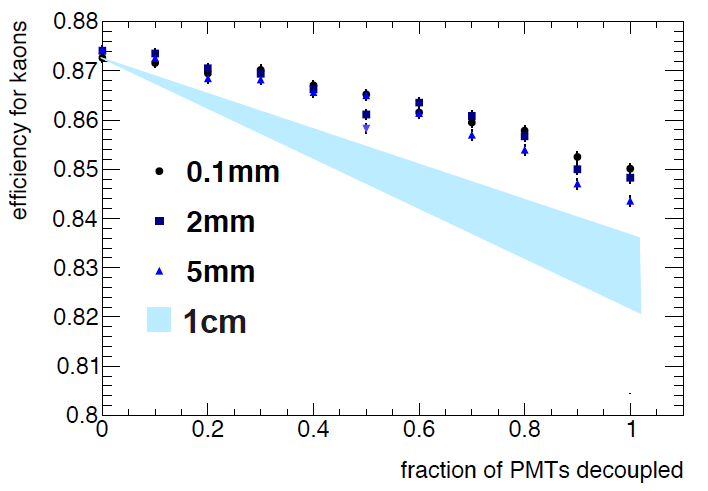 efficiency for kaons
0.88
0.87
0.86
0.85
0.84
0.83
0.82
0.81
0.8
0.1mm
2mm
5mm
1cm
0 0.2 0.4 0.6 0.8 1
fraction of PMTs decoupled